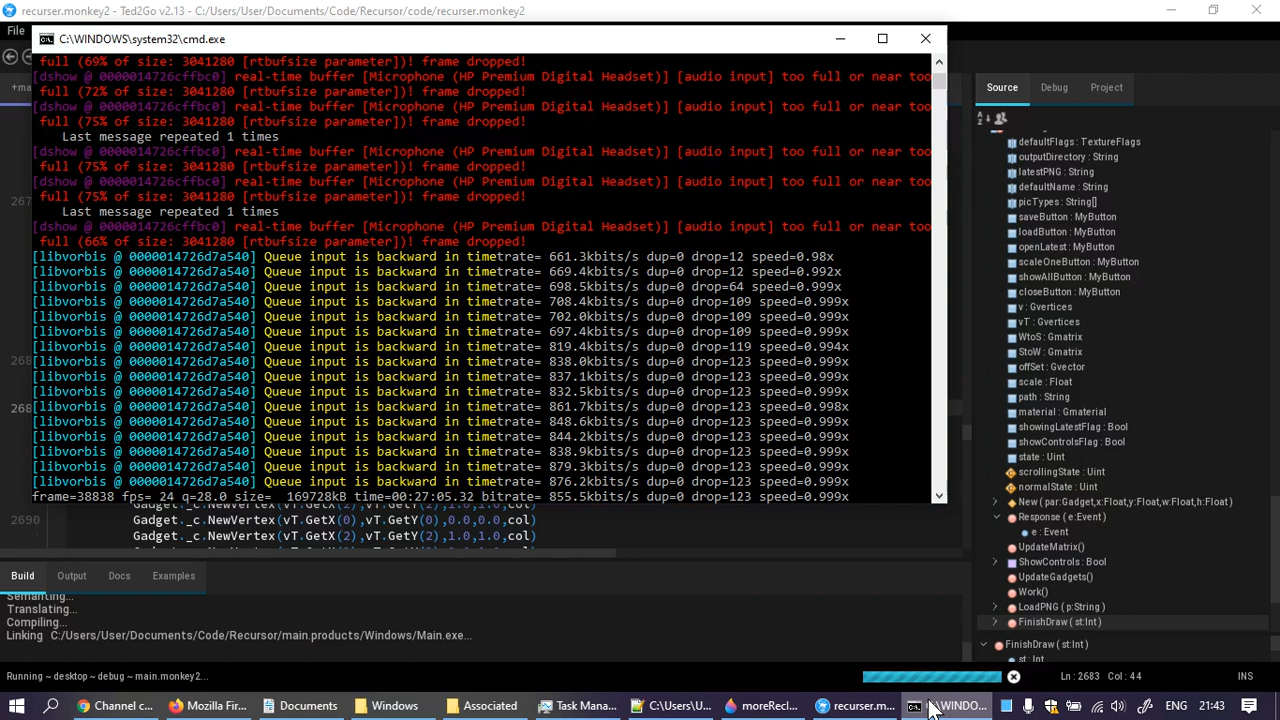 recurser.monkey2 - Ted2Go v2.13 - C:/Users/User/Documents/Code/Recursor/code/recurser.monkey2
File
C:\WINDOWS\system32\cmd.exe
full (69% of size: 3041280 [rtbufsize parameter])! frame dropped!
[dshow @ 0000014726cffbc0] real-time buffer [Microphone (HP Premium Digital Headset)] [audio input] too full or near too
full (72% of size: 3041280 [rtbufsize parameter])! frame dropped!
[dshow @ 0000014726cffbc0] real-time buffer [Microphone (HP Premium Digital Headset)] [audio input] too full or near too
full (75% of size: 3041280 [rtbufsize parameter])! frame dropped!
Last message repeated 1 times
[dshow @ 0000014726cffbc0] real-time buffer [Microphone (HP Premium Digital Headset)] [audio input] too full or near too
full (75% of size: 3041280 [rtbufsize parameter])! frame dropped!
[dshow @ 0000014726cffbc0] real-time buffer [Microphone (HP Premium Digital Headset)] [audio input] too full or near too
full (75% of size: 3041280 [rtbufsize parameter])! frame dropped!
Last message repeated 1 times
[dshow @ 0000014726cffbc0] real-time buffer [Microphone (HP Premium Digital Headset)] [audio input] too full or near too
full (66% of size: 3041280 [rtbufsize parameter])! frame dropped!
[libvorbis @ 0000014726d7a540] Queue input is backward in timetrate= 661.3kbits/s dup=0 drop=12 speed=0.98x
[libvorbis @ 0000014726d7a540] Queue input is backward in timetrate= 669.4kbits/s dup=0 drop=12 speed=0.992x
[libvorbis @ 0000014726d7a540] Queue input is backward in timetrate= 698.5kbits/s dup=0 drop=64 speed=0.999x
[libvorbis @ 0000014726d7a540] Queue input is backward in timetrate= 708.4kbits/s dup=0 drop=109 speed=0.999x
[libvorbis @ 0000014726d7a540] Queue input is backward in timetrate= 702.0kbits/s dup=0 drop=109 speed=0.999x
[libvorbis @ 0000014726d7a540] Queue input is backward in timetrate= 697.4kbits/s dup=0 drop=109 speed=0.999x
[libvorbis @ 0000014726d7a540] Queue input is backward in timetrate= 819.4kbits/s dup=0 drop=119 speed=0.994x
[libvorbis @ 0000014726d7a540] Queue input is backward in timetrate= 838.0kbits/s dup=0 drop=123 speed=0.999x
[libvorbis @ 0000014726d7a540] Queue input is backward in timetrate= 837.1kbits/s dup=0 drop=123 speed=0.999x
[libvorbis @ 0000014726d7a540] Queue input is backward in timetrate= 832.5kbits/s dup=0 drop=123 speed=0.999x
[libvorbis @ 0000014726d7a540] Queue input is backward in timetrate= 861.7kbits/s dup=0 drop=123 speed=0.998x
[libvorbis @ 0000014726d7a540] Queue input is backward in timetrate= 848.6kbits/s dup=0 drop=123 speed=0.999x
[libvorbis @ 0000014726d7a540] Queue input is backward in timetrate= 844.2kbits/s dup=0 drop=123 speed=0.999x
[libvorbis @ 0000014726d7a540] Queue input is backward in timetrate= 838.9kbits/s dup=0 drop=123 speed=0.999x
[libvorbis @ 0000014726d7a540] Queue input is backward in timetrate= 879.3kbits/s dup=0 drop=123 speed=0.999x
[libvorbis @ 0000014726d7a540] Queue input is backward in timetrate= 876.2kbits/s dup=0 drop=123 speed=0.999x
frame=38838 fps= 24 q=28.0 size= 169728kB time=00:27:05.32 bitrate= 855.5kbits/s dup=0 drop=123 speed=0.999x
Gadget._c.NewVertex(vT.GetX(2),vT.GetY(2),1.0,1.0,col)
2690 Gadget._c.NewVertex(vT.GetX(0),vT.GetY(0),0.0,0.0,col)
Gadget._c.NewVertex(vT.GetX(2),vT.GetY(2),1.0,1.0,col)
Source Debug Project
defaultFlags : TextureFlags
outputDirectory : String
latestPNG : String
defaultName : String
picTypes : String[]
saveButton : MyButton
loadButton : MyButton
openLatest : MyButton
scaleOneButton : MyButton
showAllButton : MyButton
closeButton : MyButton
v : Gvertices
vT : Gvertices
WtoS : Gmatrix
StoW : Gmatrix
offSet : Gvector
scale : Float
path : String
material : Gmaterial
showingLatestFlag : Bool
showControlsFlag : Bool
state : Uint
scrollingState : Uint
normalState : Uint
New ( par:Gadget,x:Float,y:Float,w:Float,h:Float )
Response ( e:Event )
e : Event
UpdateMatrix()
ShowControls : Bool
UpdateGadgets()
Work()
LoadPNG ( p:String )
FinishDraw ( st:Int )
FinishDraw ( st:Int )
st : Int
Build Output Docs Examples
Semanting...
Translating...
Compiling...
Linking C:/Users/User/Documents/Code/Recursor/main.products/Windows/Main.exe...
Running ~ desktop ~ debug ~ main.monkey2...
Ln : 2683 Col : 44 INS
Channel c... Mozilla Fire... Documents Windows Associated Task Mana... C:\Users\U... moreRecl... recurser.m... C:\WINDO... ENG 21:43